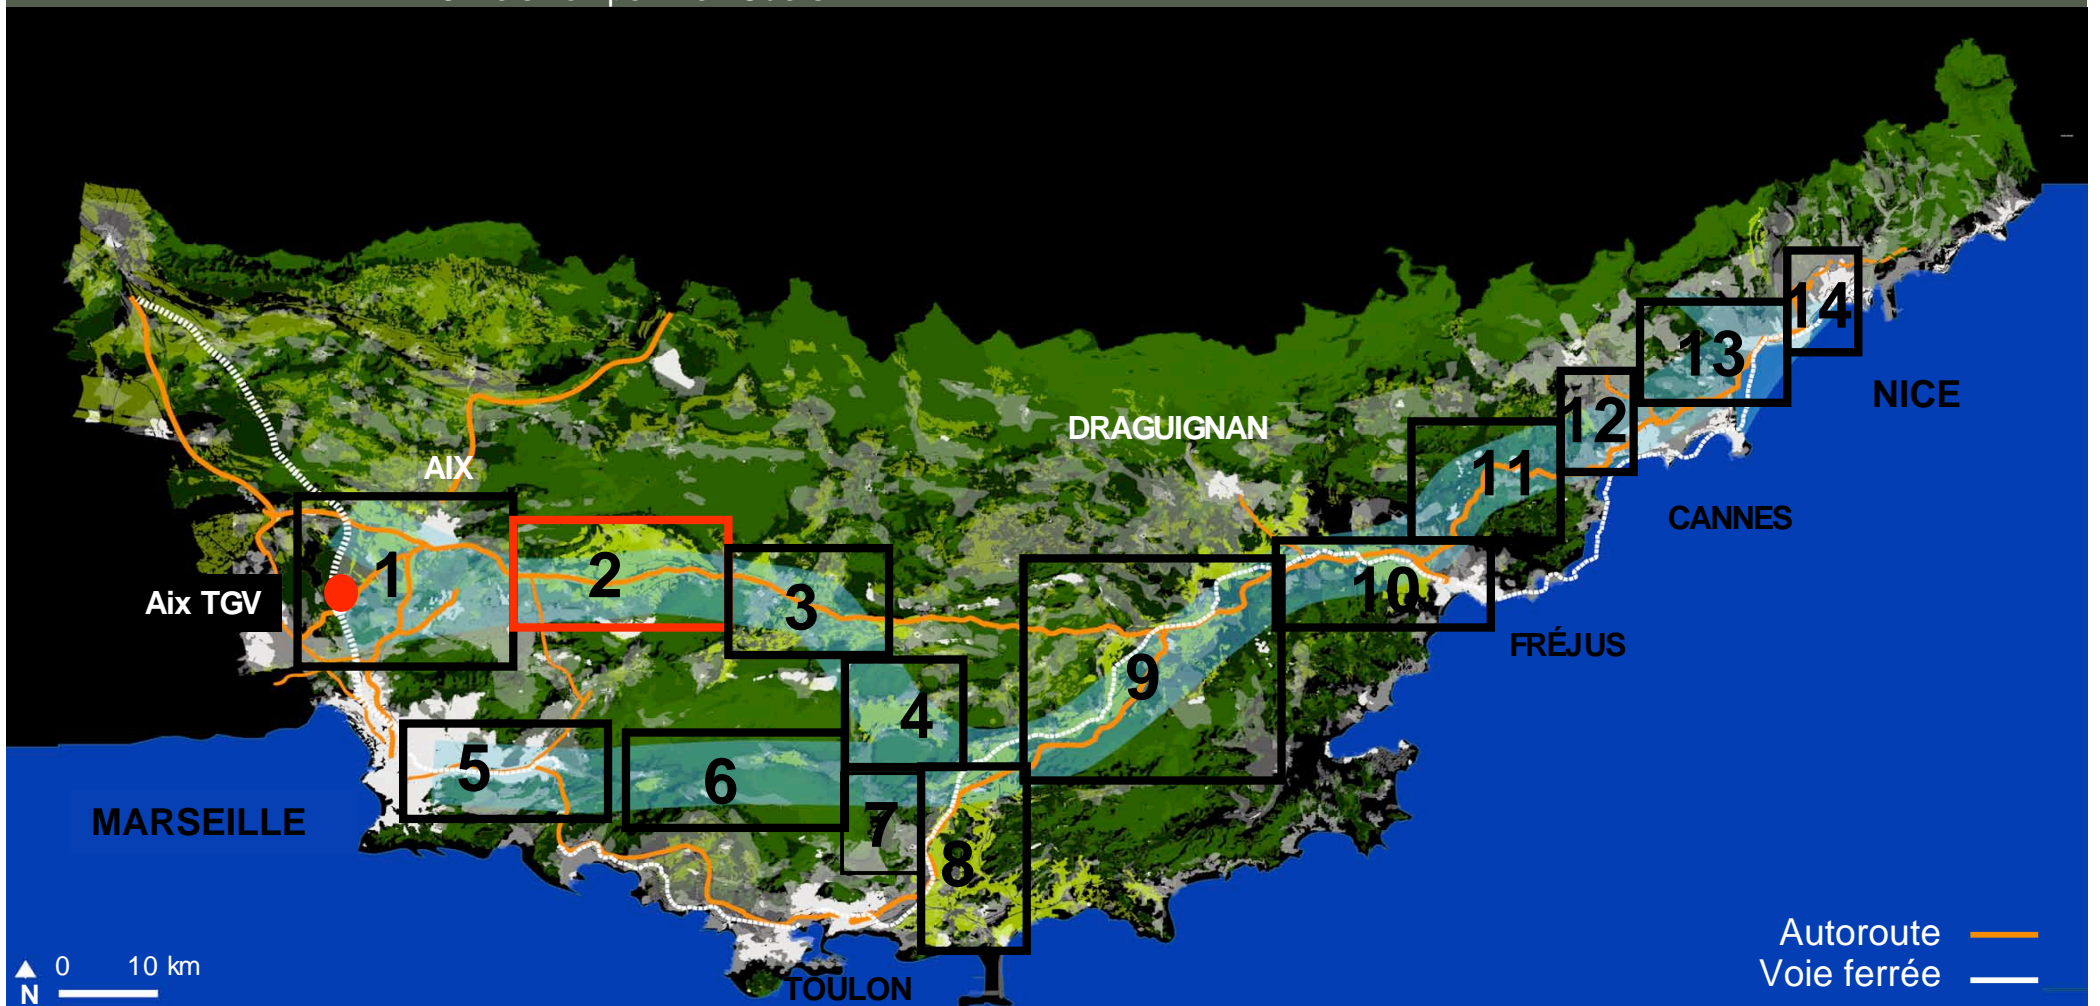 DRAGUIGNAN
AIX
Aix TGV
MARSEILLE
TOULON
FRÉJUS
CANNES
NICE
1
2
3
4
5
6
7
8
9
10
11
12
13
14
0 10 km
N
Autoroute
Voie ferrée